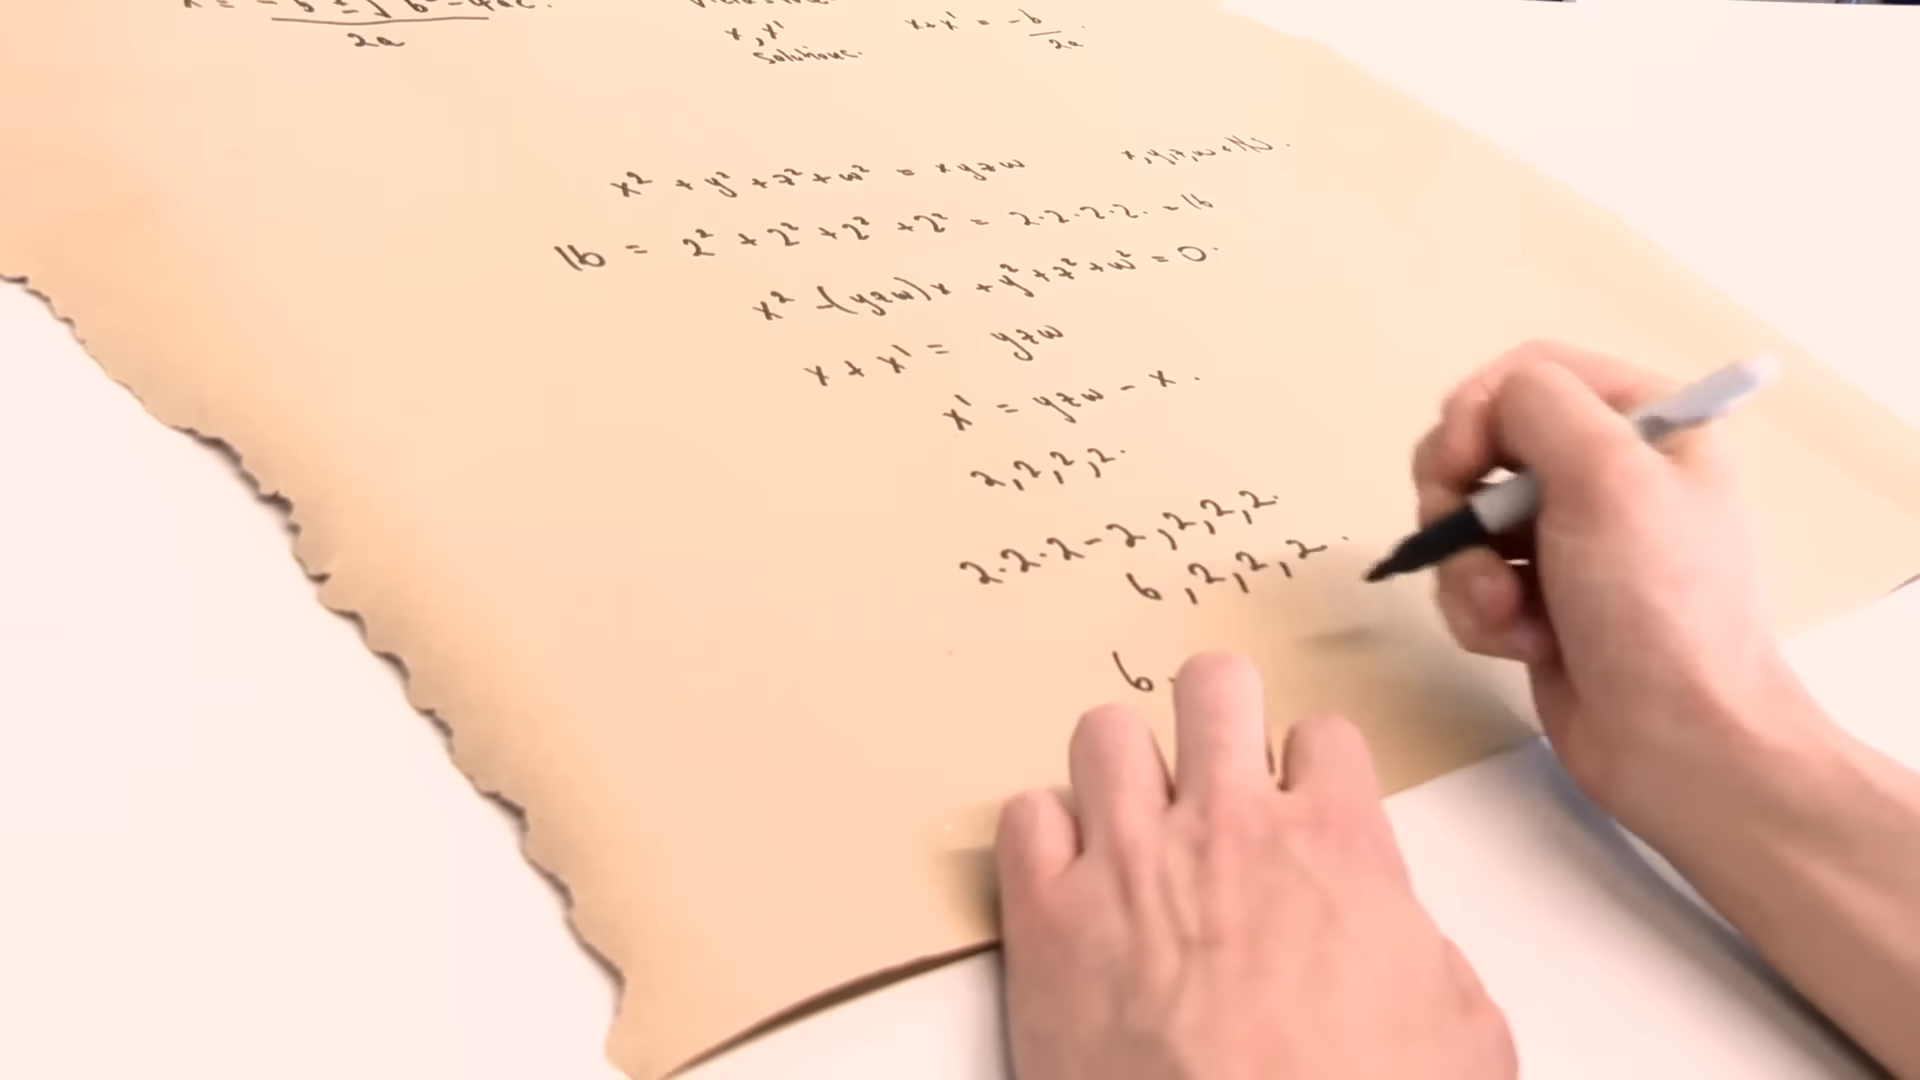 x = -b ± √b² - 4ac.
2a
x, x'
Solutions.
x + x' = -b
2a
x² + y² + z² + w² = xyzw
x, y, z, w ∈ ℕ.
16 = 2² + 2² + 2² + 2² = 2·2·2·2· = 16
x² - (yzw)x + y² + z² + w² = 0.
x + x' = yzw
x' = yzw - x.
2, 2, 2, 2.
2·2·2 - 2, 2, 2, 2.
6, 2, 2, 2.
6